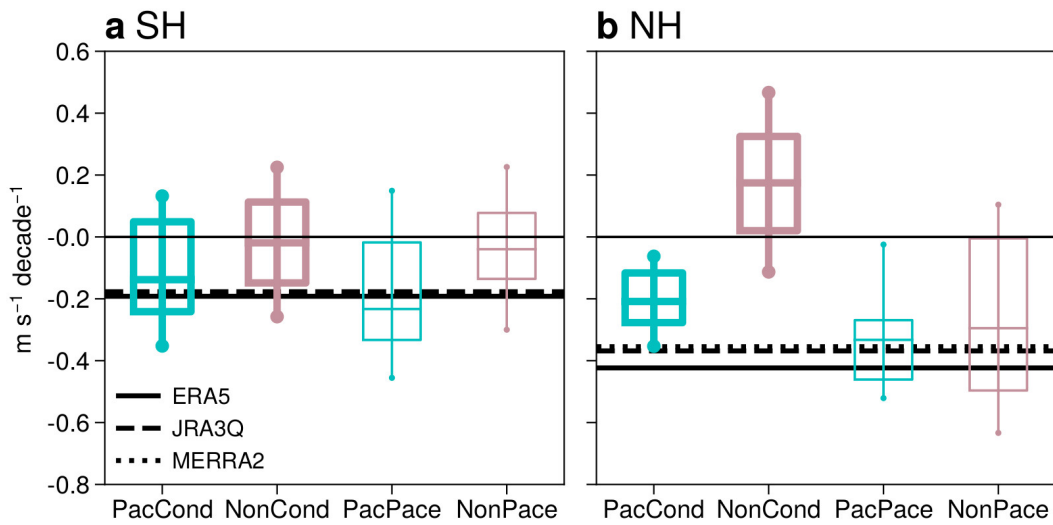 a SH
b NH
m s⁻¹ decade⁻¹
0.6
0.4
0.2
-0.0
-0.2
-0.4
-0.6
-0.8
ERA5
JRA3Q
MERRA2
PacCond NonCond PacPace NonPace
PacCond NonCond PacPace NonPace